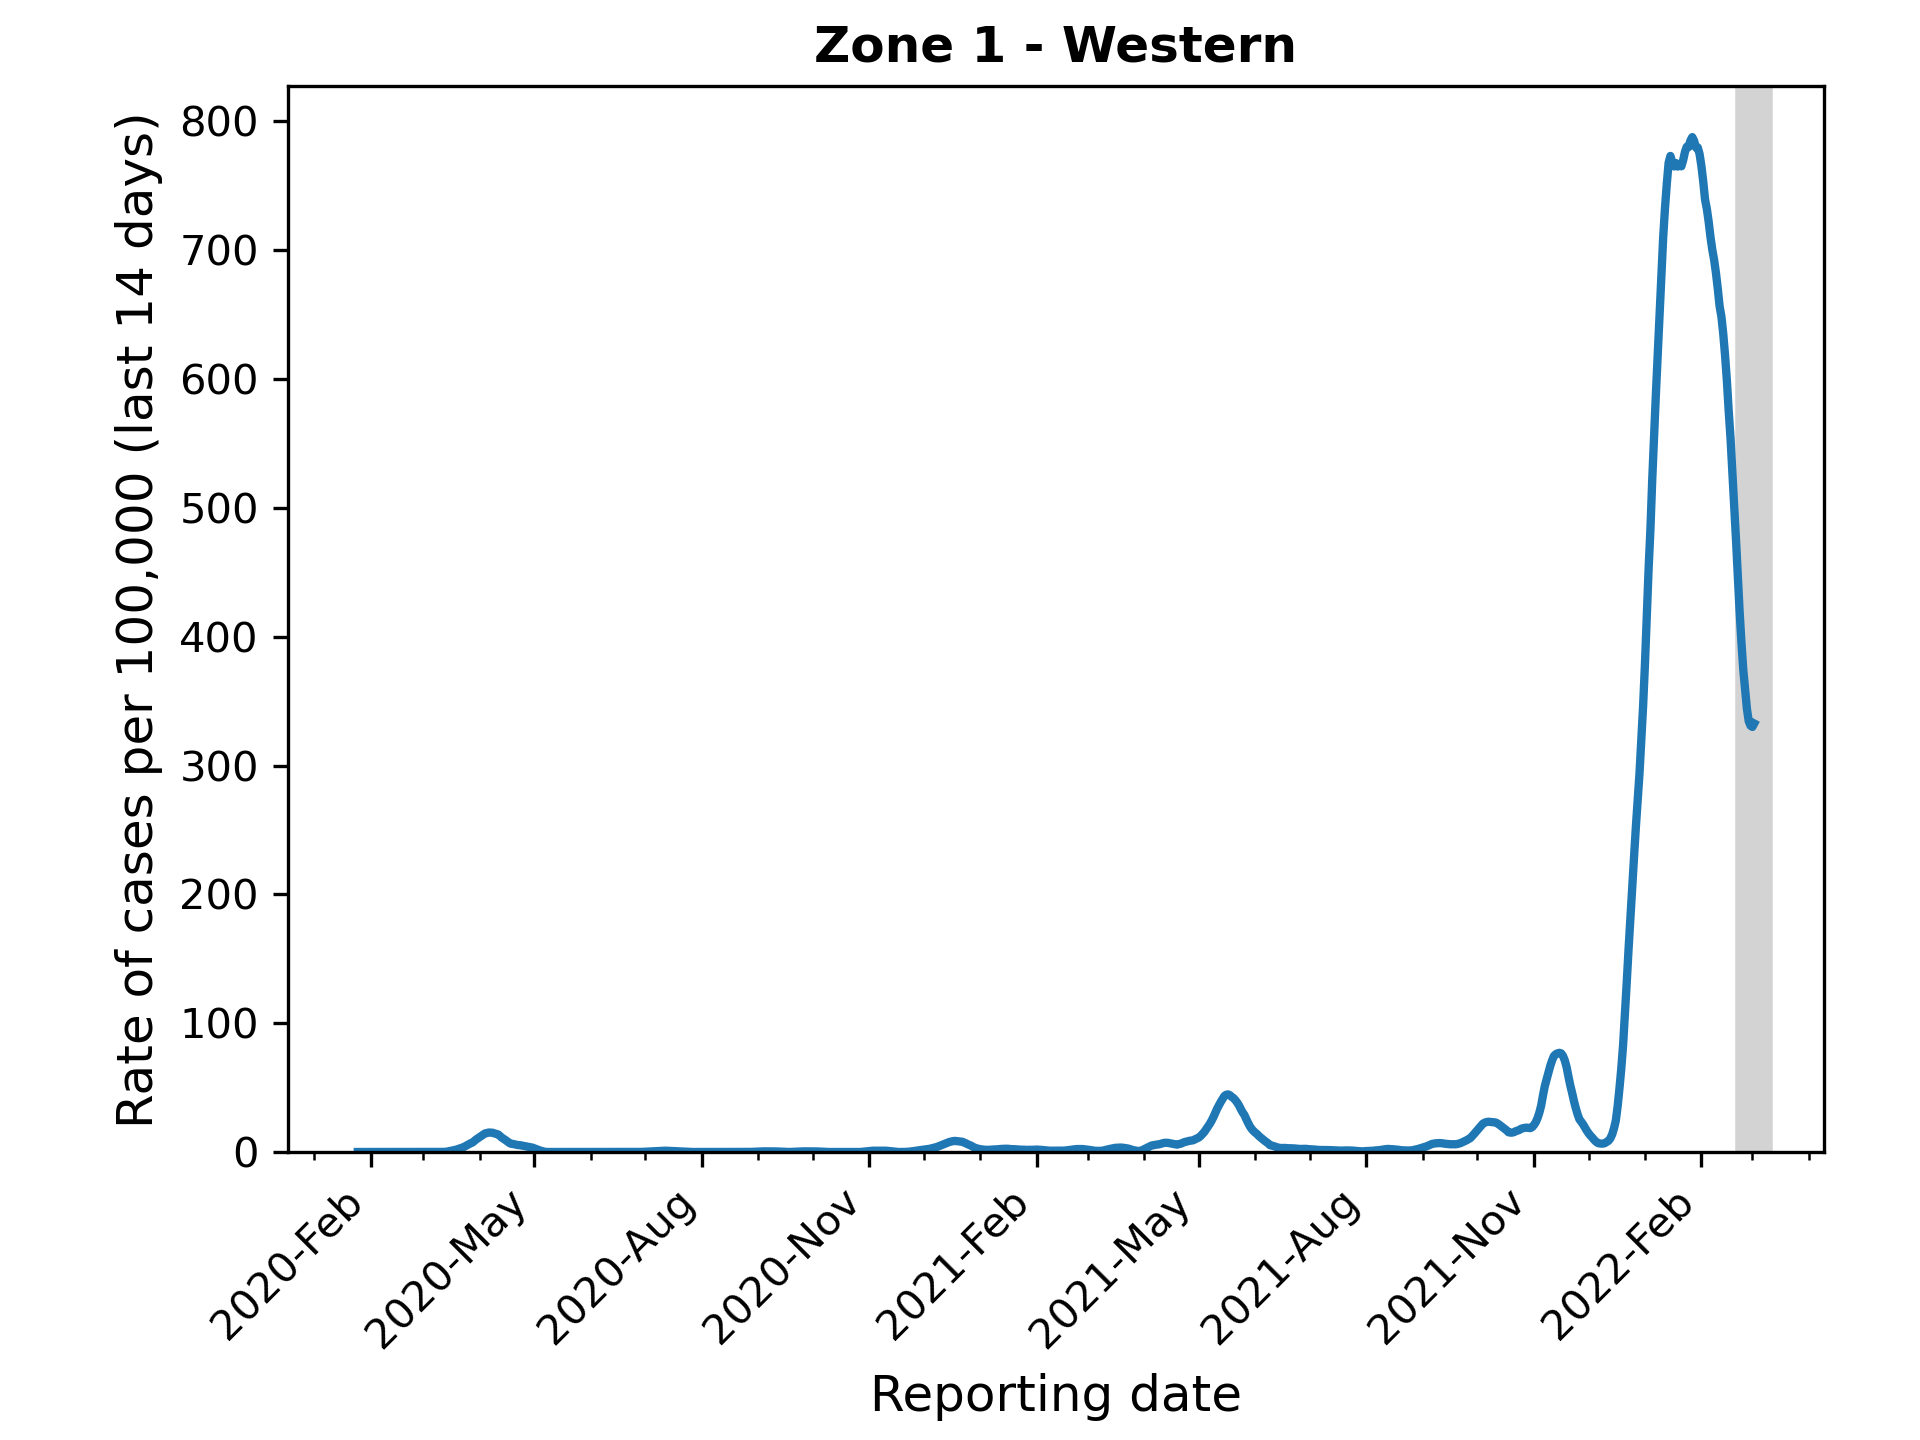 Zone 1 - Western
Rate of cases per 100,000 (last 14 days)
800
700
600
500
400
300
200
100
0
2020-Feb
2020-May
2020-Aug
2020-Nov
2021-Feb
2021-May
2021-Aug
2021-Nov
2022-Feb
Reporting date